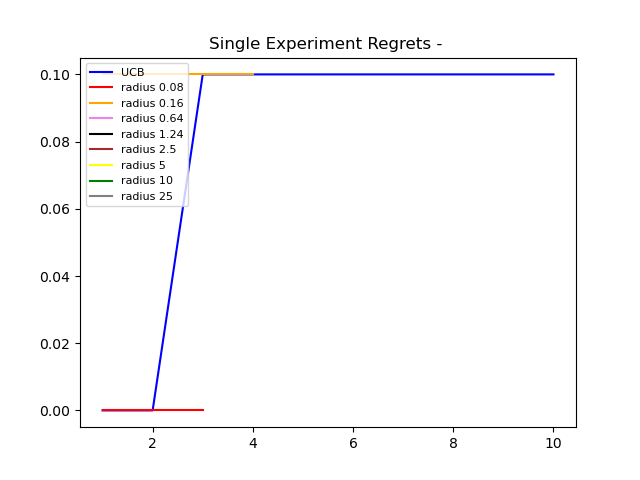 Single Experiment Regrets -
UCB
radius 0.08
radius 0.16
radius 0.64
radius 1.24
radius 2.5
radius 5
radius 10
radius 25
0.10
0.08
0.06
0.04
0.02
0.00
2 4 6 8 10